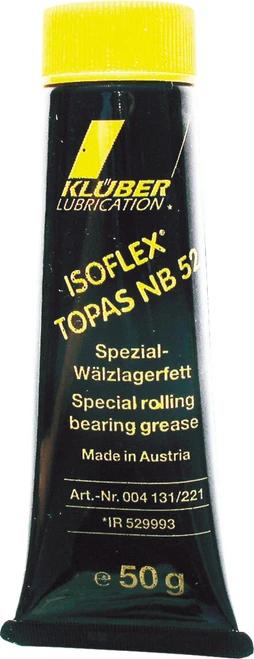 KLÜBER
LUBRICATION *
ISOFLEX®
TOPAS NB 52
Spezial-
Wälzlagerfett
Special rolling
bearing grease
Made in Austria
Art.-Nr. 004 131/221
*IR 529993
℮ 50 g